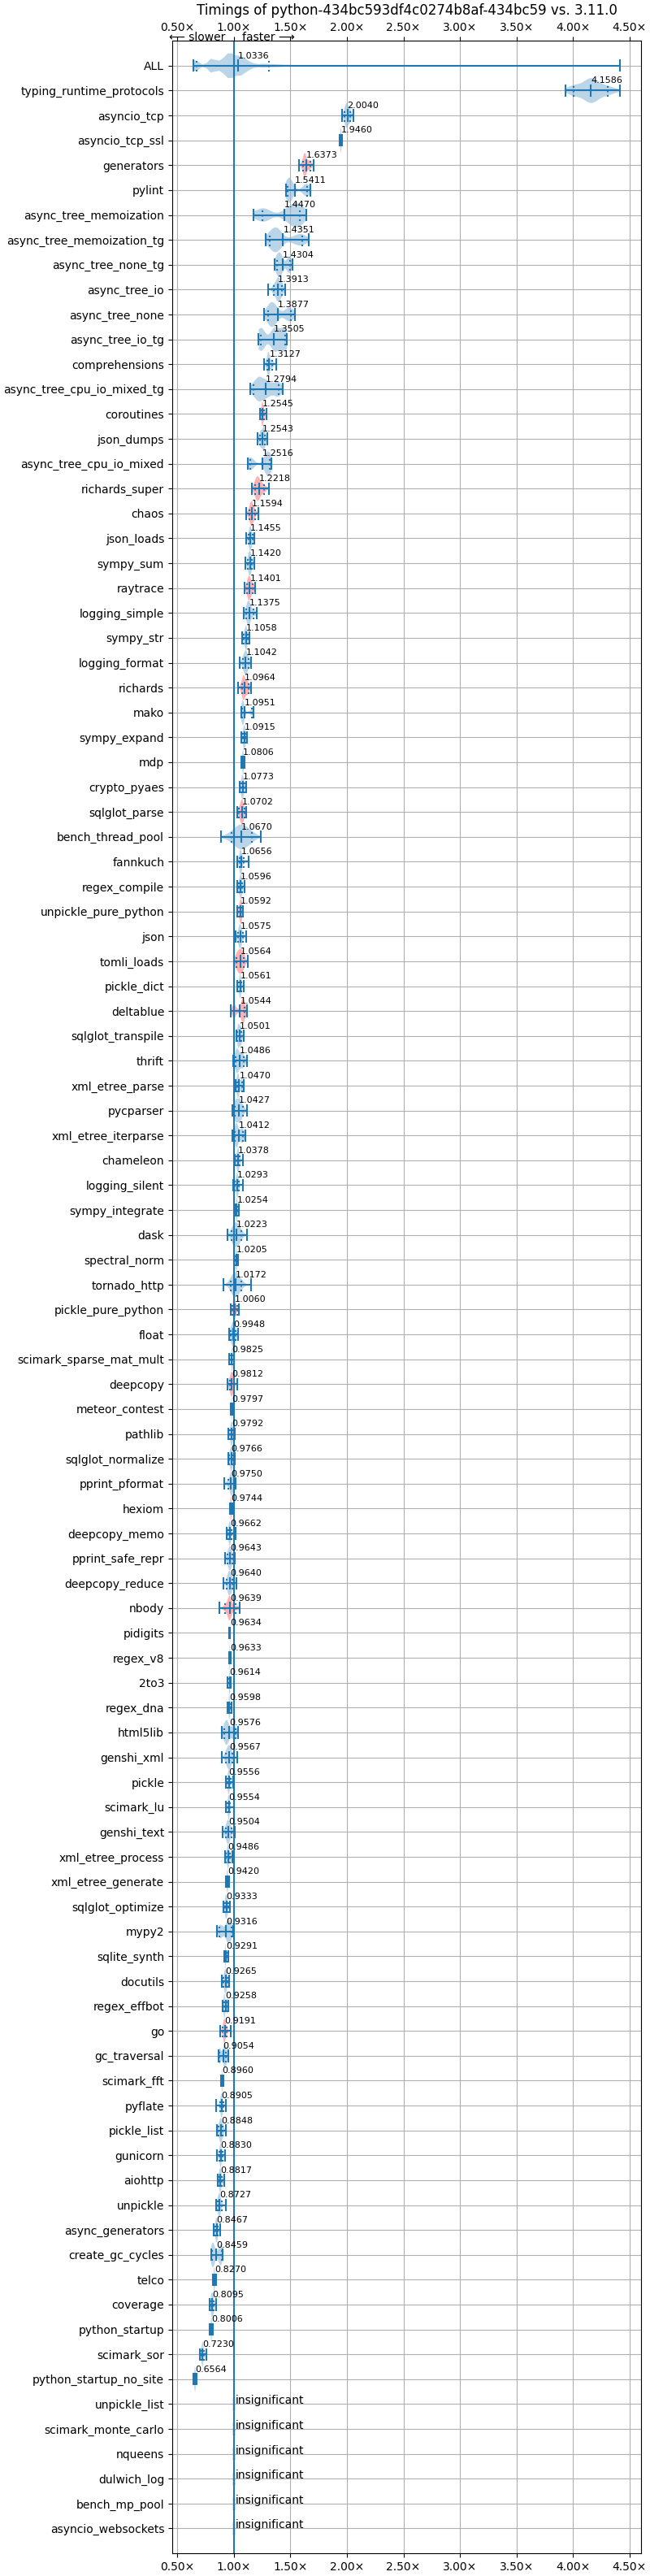 Timings of python-434bc593df4c0274b8af-434bc59 vs. 3.11.0
0.50× 1.00× 1.50× 2.00× 2.50× 3.00× 3.50× 4.00× 4.50×
⟵ slower faster ⟶
ALL 1.0336
typing_runtime_protocols 4.1586
asyncio_tcp 2.0040
asyncio_tcp_ssl 1.9460
generators 1.6373
pylint 1.5411
async_tree_memoization 1.4470
async_tree_memoization_tg 1.4351
async_tree_none_tg 1.4304
async_tree_io 1.3913
async_tree_none 1.3877
async_tree_io_tg 1.3505
comprehensions 1.3127
async_tree_cpu_io_mixed_tg 1.2794
coroutines 1.2545
json_dumps 1.2543
async_tree_cpu_io_mixed 1.2516
richards_super 1.2218
chaos 1.1594
json_loads 1.1455
sympy_sum 1.1420
raytrace 1.1401
logging_simple 1.1375
sympy_str 1.1058
logging_format 1.1042
richards 1.0964
mako 1.0951
sympy_expand 1.0915
mdp 1.0806
crypto_pyaes 1.0773
sqlglot_parse 1.0702
bench_thread_pool 1.0670
fannkuch 1.0656
regex_compile 1.0596
unpickle_pure_python 1.0592
json 1.0575
tomli_loads 1.0564
pickle_dict 1.0561
deltablue 1.0544
sqlglot_transpile 1.0501
thrift 1.0486
xml_etree_parse 1.0470
pycparser 1.0427
xml_etree_iterparse 1.0412
chameleon 1.0378
logging_silent 1.0293
sympy_integrate 1.0254
dask 1.0223
spectral_norm 1.0205
tornado_http 1.0172
pickle_pure_python 1.0060
float 0.9948
scimark_sparse_mat_mult 0.9825
deepcopy 0.9812
meteor_contest 0.9797
pathlib 0.9792
sqlglot_normalize 0.9766
pprint_pformat 0.9750
hexiom 0.9744
deepcopy_memo 0.9662
pprint_safe_repr 0.9643
deepcopy_reduce 0.9640
nbody 0.9639
pidigits 0.9634
regex_v8 0.9633
2to3 0.9614
regex_dna 0.9598
html5lib 0.9576
genshi_xml 0.9567
pickle 0.9556
scimark_lu 0.9554
genshi_text 0.9504
xml_etree_process 0.9486
xml_etree_generate 0.9420
sqlglot_optimize 0.9333
mypy2 0.9316
sqlite_synth 0.9291
docutils 0.9265
regex_effbot 0.9258
go 0.9191
gc_traversal 0.9054
scimark_fft 0.8960
pyflate 0.8905
pickle_list 0.8848
gunicorn 0.8830
aiohttp 0.8817
unpickle 0.8727
async_generators 0.8467
create_gc_cycles 0.8459
telco 0.8270
coverage 0.8095
python_startup 0.8006
scimark_sor 0.7230
python_startup_no_site 0.6564
unpickle_list insignificant
scimark_monte_carlo insignificant
nqueens insignificant
dulwich_log insignificant
bench_mp_pool insignificant
asyncio_websockets insignificant
0.50× 1.00× 1.50× 2.00× 2.50× 3.00× 3.50× 4.00× 4.50×